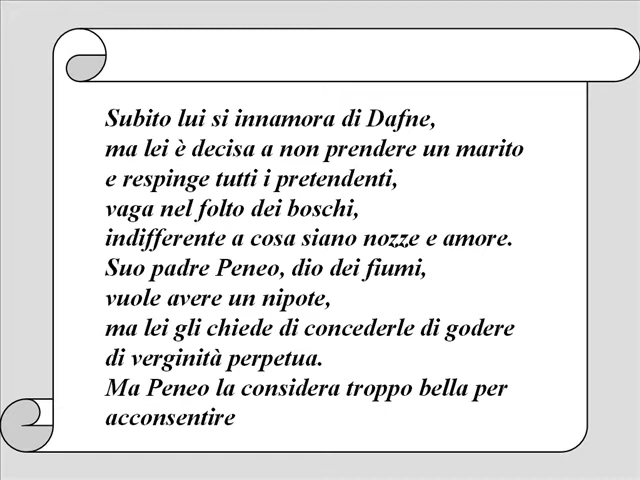 Subito lui si innamora di Dafne,
ma lei è decisa a non prendere un marito
e respinge tutti i pretendenti,
vaga nel folto dei boschi,
indifferente a cosa siano nozze e amore.
Suo padre Peneo, dio dei fiumi,
vuole avere un nipote,
ma lei gli chiede di concederle di godere
di verginità perpetua.
Ma Peneo la considera troppo bella per
acconsentire